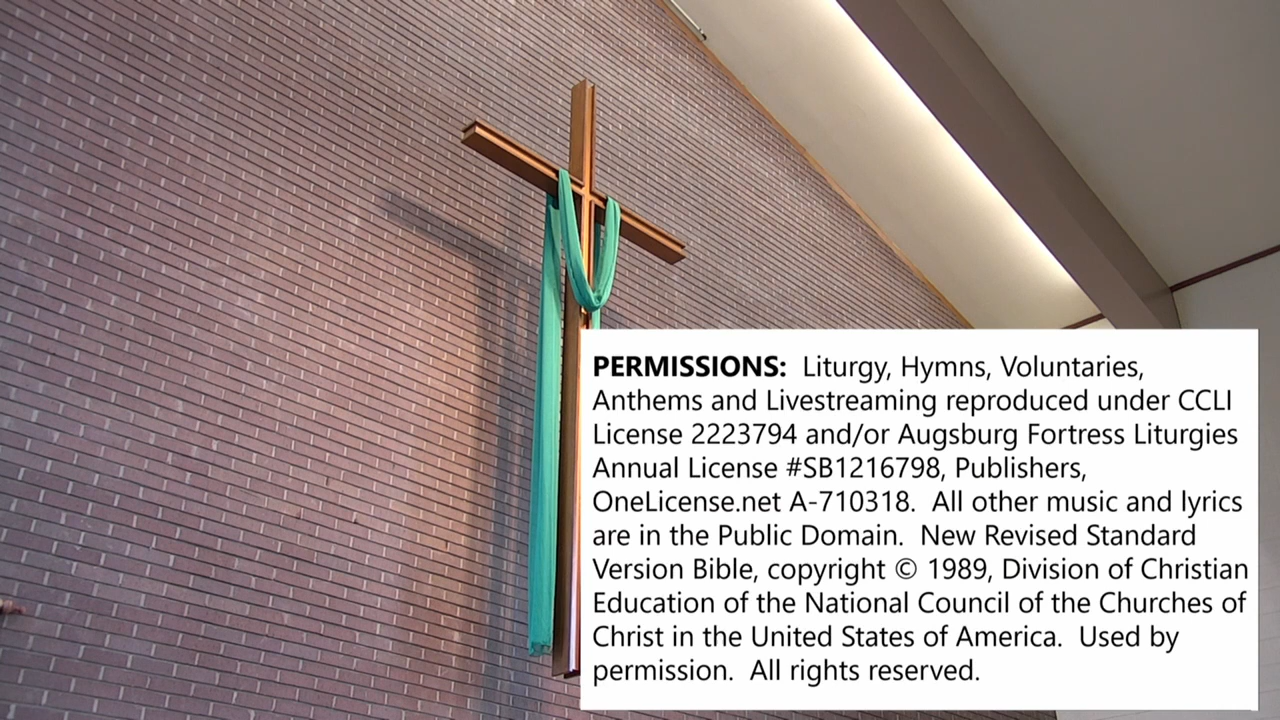 PERMISSIONS:  Liturgy, Hymns, Voluntaries,
Anthems and Livestreaming reproduced under CCLI
License 2223794 and/or Augsburg Fortress Liturgies
Annual License #SB1216798, Publishers,
OneLicense.net A-710318.  All other music and lyrics
are in the Public Domain.  New Revised Standard
Version Bible, copyright © 1989, Division of Christian
Education of the National Council of the Churches of
Christ in the United States of America.  Used by
permission.  All rights reserved.